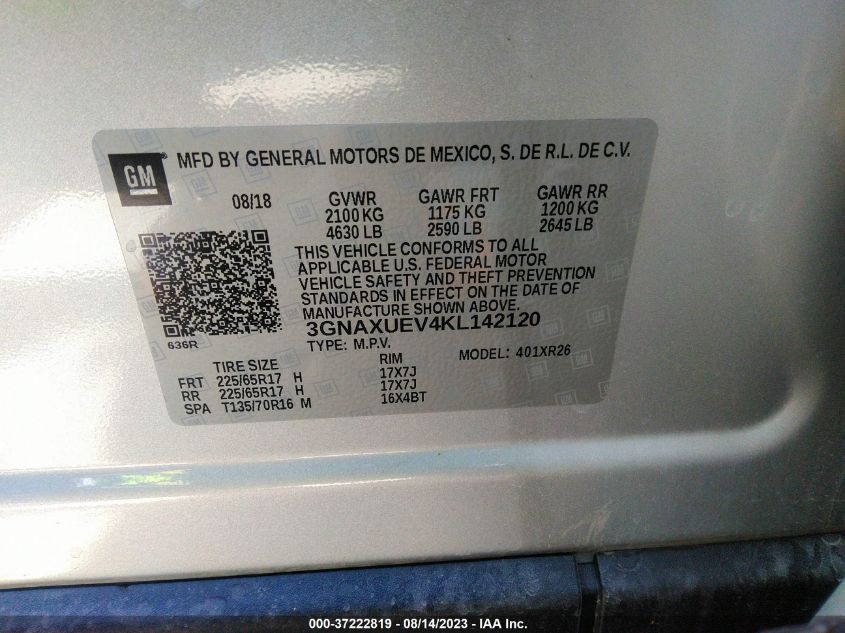 GM MFD BY GENERAL MOTORS DE MEXICO, S. DE R.L. DE C.V.
08/18 GVWR GAWR FRT GAWR RR
2100 KG 1175 KG 1200 KG
4630 LB 2590 LB 2645 LB
THIS VEHICLE CONFORMS TO ALL
APPLICABLE U.S. FEDERAL MOTOR
VEHICLE SAFETY AND THEFT PREVENTION
STANDARDS IN EFFECT ON THE DATE OF
MANUFACTURE SHOWN ABOVE.
3GNAXUEV4KL142120
636R TYPE: M.P.V. MODEL: 401XR26
TIRE SIZE RIM
FRT 225/65R17 H 17X7J
RR 225/65R17 H 17X7J
SPA T135/70R16 M 16X4BT
000-37222819 - 08/14/2023 - IAA Inc.